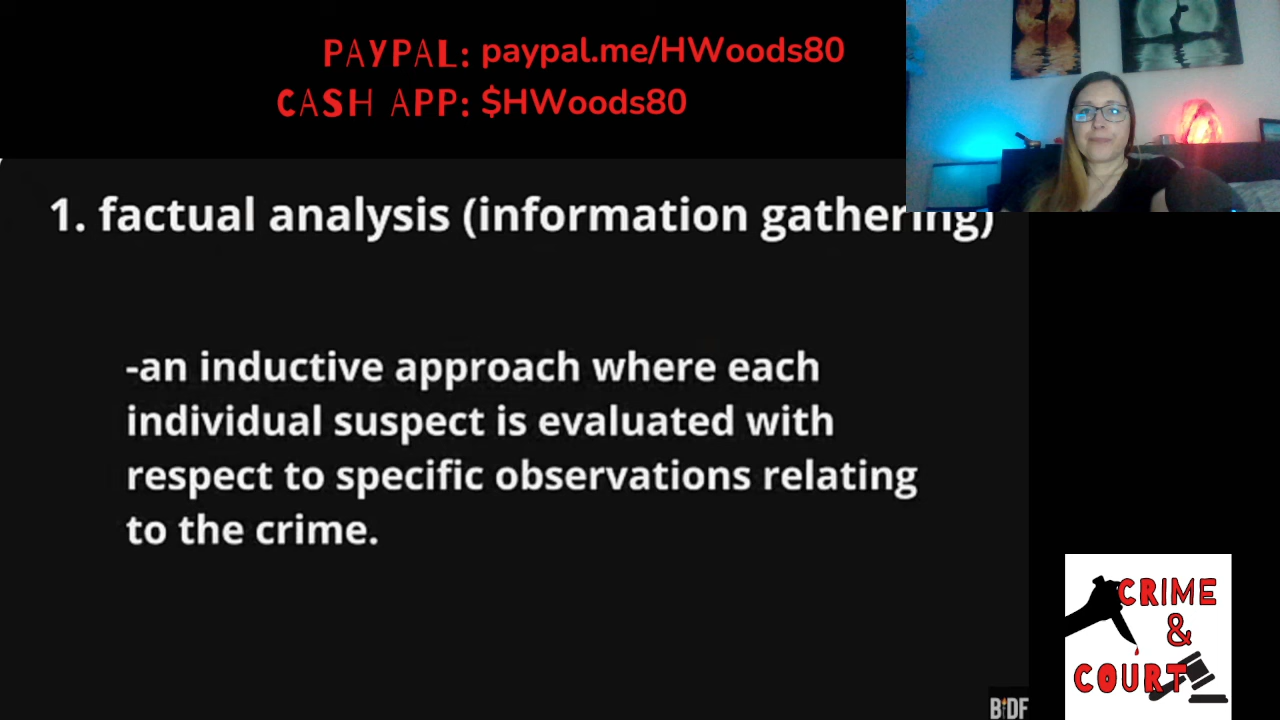 PAYPAL: paypal.me/HWoods80
CASH APP: $HWoods80
1. factual analysis (information gathering)
-an inductive approach where each
individual suspect is evaluated with
respect to specific observations relating
to the crime.
CRIME
&
COURT
BIDF